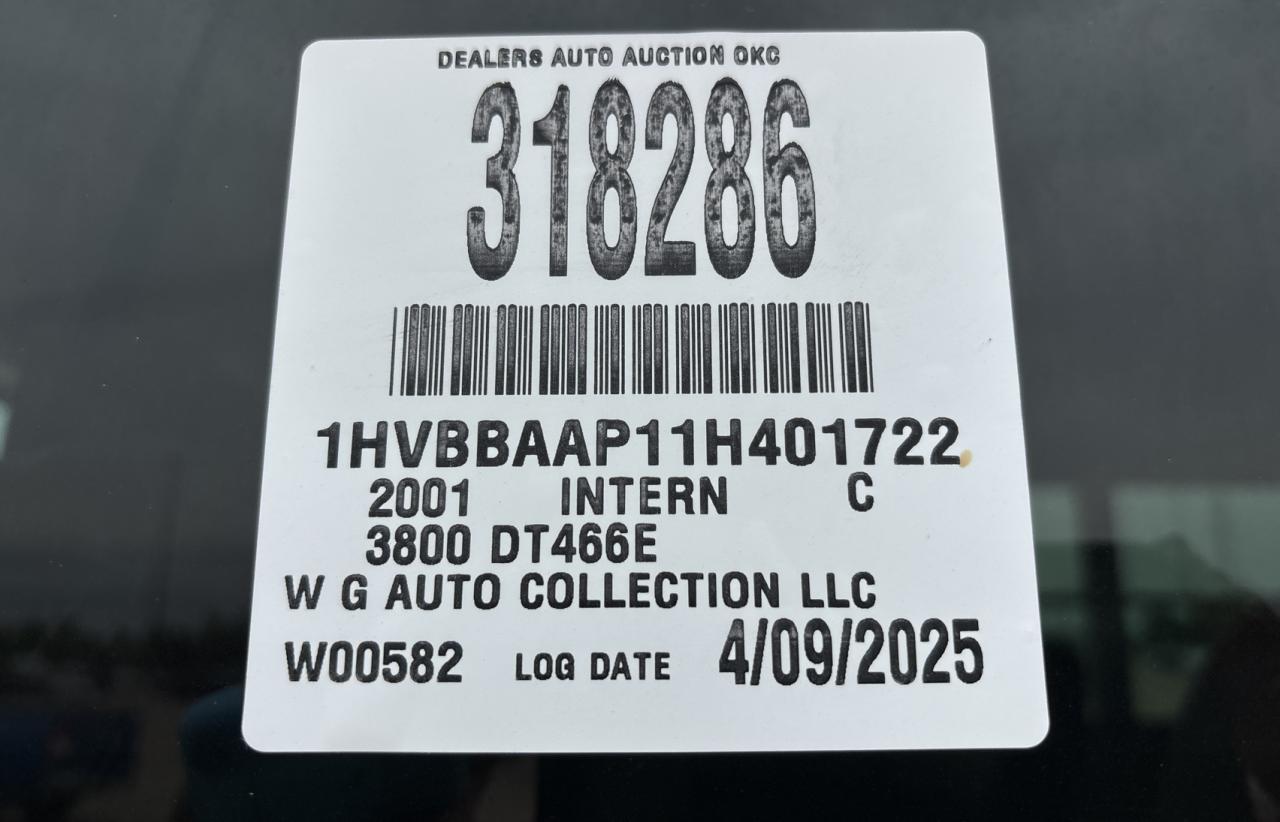 DEALERS AUTO AUCTION OKC
318286
1HVBBAAP11H401722
2001 INTERN C
3800 DT466E
W G AUTO COLLECTION LLC
W00582 LOG DATE 4/09/2025